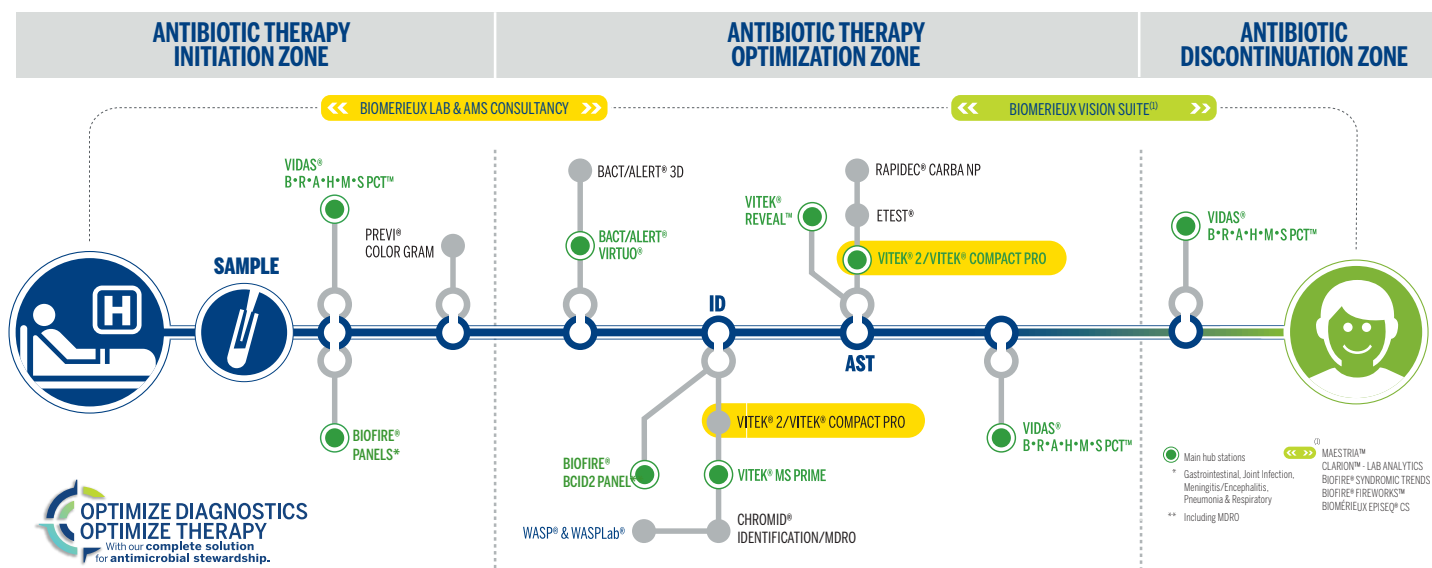 ANTIBIOTIC THERAPY
INITIATION ZONE
ANTIBIOTIC THERAPY
OPTIMIZATION ZONE
ANTIBIOTIC
DISCONTINUATION ZONE
BIOMERIEUX LAB & AMS CONSULTANCY
BIOMERIEUX VISION SUITE(1)
VIDAS®
B•R•A•H•M•S PCT™
PREVI®
COLOR GRAM
SAMPLE
H
BIOFIRE®
PANELS*
BACT/ALERT® 3D
BACT/ALERT®
VIRTUO®
ID
VITEK® 2/VITEK® COMPACT PRO
BIOFIRE®
BCID2 PANEL*
VITEK® MS PRIME
WASP® & WASPLab®
CHROMID®
IDENTIFICATION/MDRO
RAPIDEC® CARBA NP
VITEK®
REVEAL™
ETEST®
VITEK® 2/VITEK® COMPACT PRO
AST
VIDAS®
B•R•A•H•M•S PCT™
VIDAS®
B•R•A•H•M•S PCT™
Main hub stations
* Gastrointestinal, Joint Infection,
Meningitis/Encephalitis,
Pneumonia & Respiratory
↔ Including MDRO
(1)
MAESTRIA™
CLARION™ - LAB ANALYTICS
BIOFIRE® SYNDROMIC TRENDS
BIOFIRE® FIREWORKS™
BIOMÉRIEUX EPISEQ® CS
OPTIMIZE DIAGNOSTICS
OPTIMIZE THERAPY
With our complete solution
for antimicrobial stewardship.